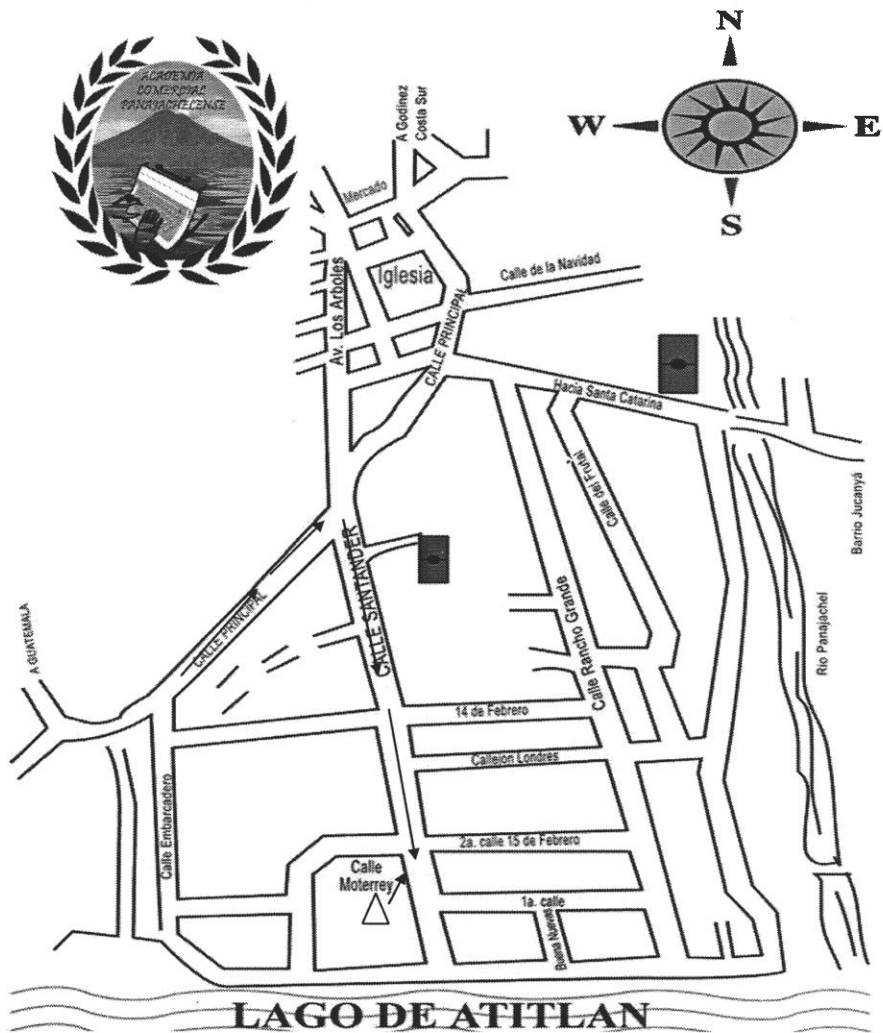 ACADEMIA
COMERCIAL
PANAJACHELENSE
N
W
E
S
A Godinez
Costa Sur
Mercado
Iglesia
Calle de la Navidad
Av. Los Arboles
CALLE PRINCIPAL
Hacia Santa Catarina
Calle del Frutal
Barrio Jucanyá
CALLE SANTANDER
Calle Rancho Grande
CALLE PRINCIPAL
A GUATEMALA
Río Panajachel
14 de Febrero
Callejon Londres
Calle Embarcadero
2a. calle 15 de Febrero
Calle
Moterrey
1a. calle
Buena Nuevas
LAGO DE ATITLAN